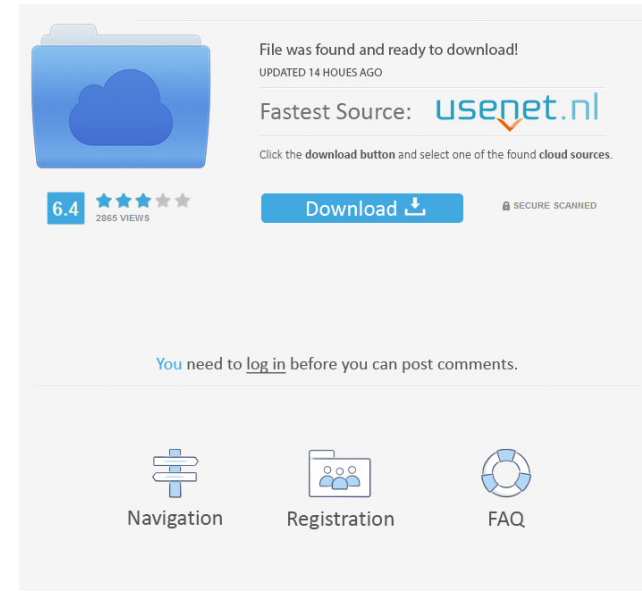 File was found and ready to download!
UPDATED 14 HOUES AGO
Fastest Source: usenet.nl
Click the download button and select one of the found cloud sources.
6.4
2865 VIEWS
Download
SECURE SCANNED
You need to log in before you can post comments.
Navigation
Registration
FAQ